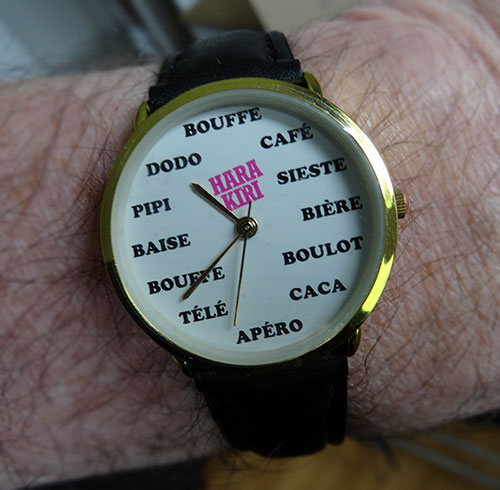 BOUFFE
CAFÉ
SIESTE
BIÈRE
BOULOT
CACA
APÉRO
TÉLÉ
BOUFFE
BAISE
PIPI
DODO
HARA
KIRI